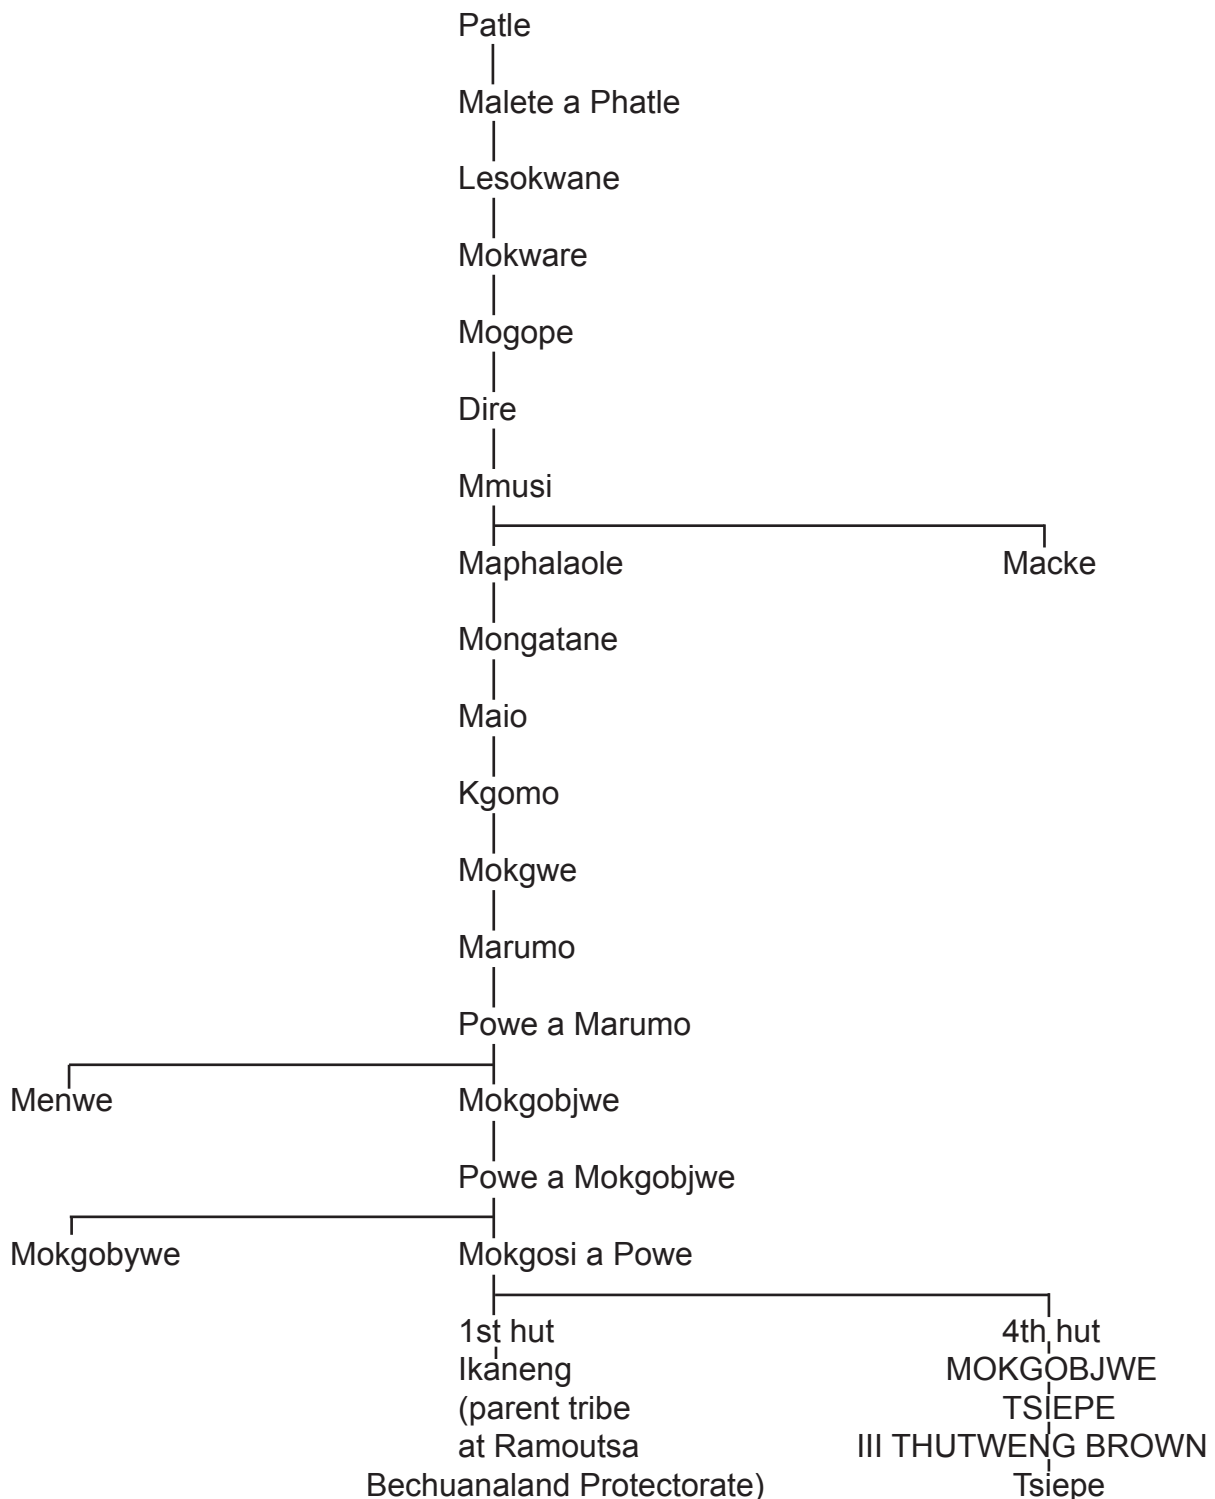 Patle
Malete a Phatle
Lesokwane
Mokware
Mogope
Dire
Mmusi
Maphalaole Macke
Mongatane
Maio
Kgomo
Mokgwe
Marumo
Powe a Marumo
Menwe Mokgobjwe
Powe a Mokgobjwe
Mokgobywe Mokgosi a Powe
1st hut 4th hut
Ikaneng MOKGOBJWE
(parent tribe TSIEPE
at Ramoutsa III THUTWENG BROWN
Bechuanaland Protectorate) Tsiepe